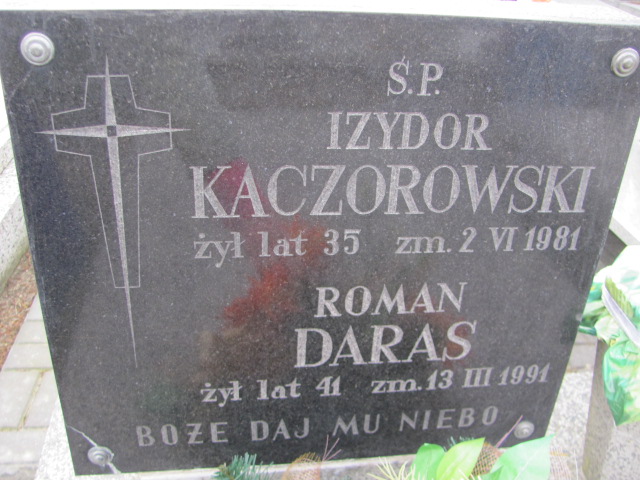 Ś.P.
IZYDOR
KACZOROWSKI
żył lat 35 zm. 2 VI 1981
ROMAN
DARAS
żył lat 41 zm. 13 III 1991
BOŻE DAJ MU NIEBO